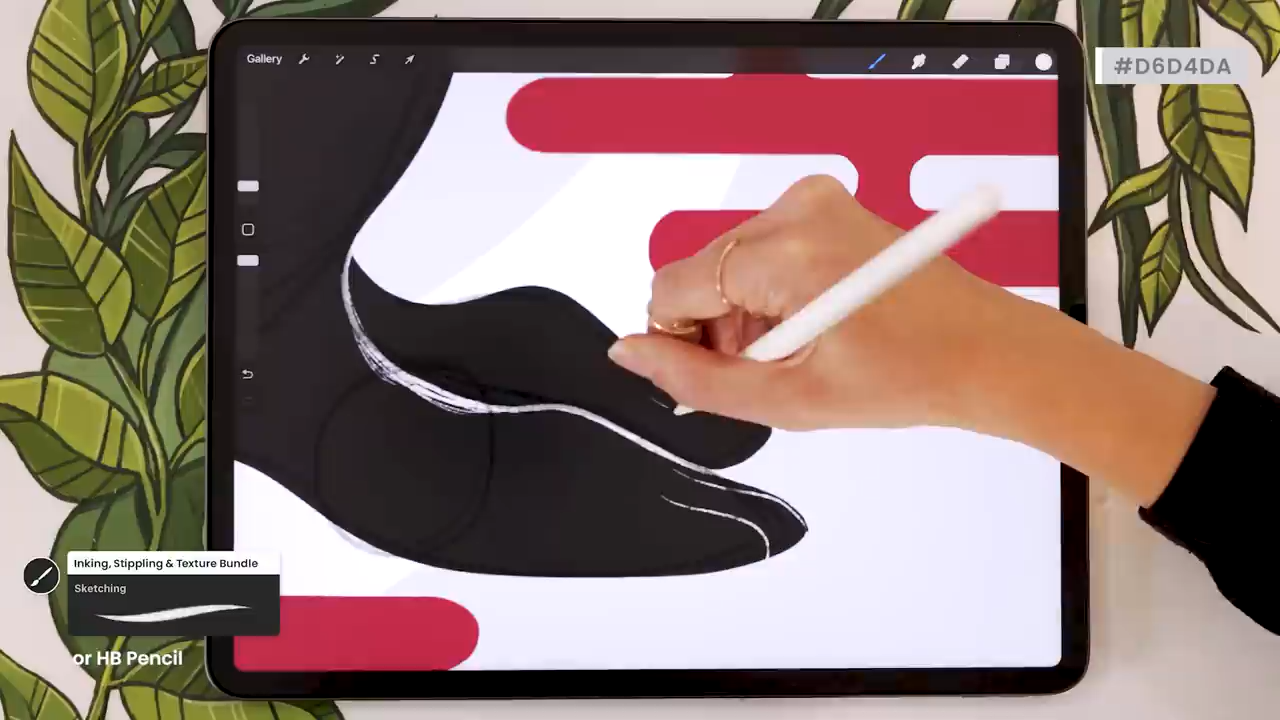 Gallery
#D6D4DA
Inking, Stippling & Texture Bundle
Sketching
or HB Pencil